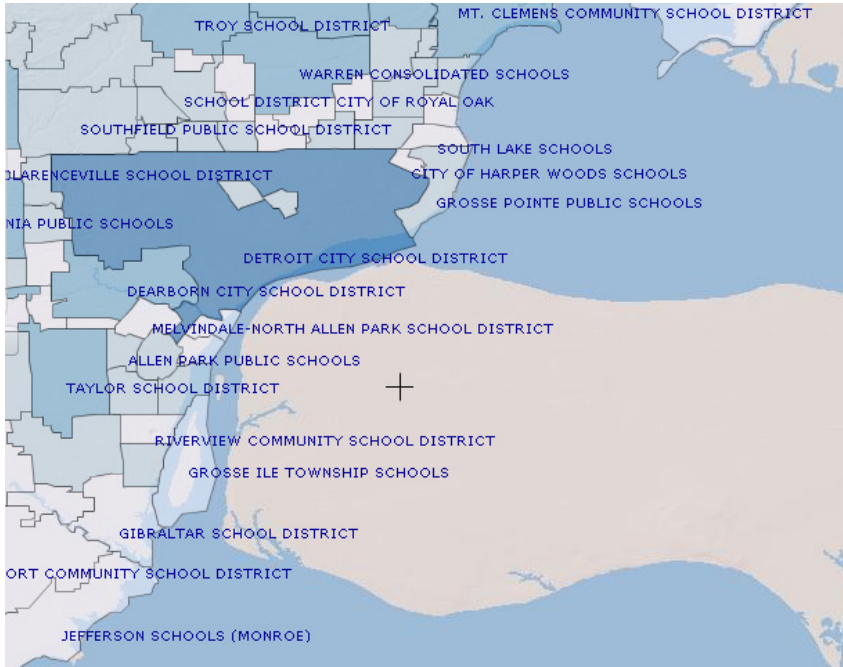 MT. CLEMENS COMMUNITY SCHOOL DISTRICT
TROY SCHOOL DISTRICT
WARREN CONSOLIDATED SCHOOLS
SCHOOL DISTRICT CITY OF ROYAL OAK
SOUTHFIELD PUBLIC SCHOOL DISTRICT
SOUTH LAKE SCHOOLS
CLARENCEVILLE SCHOOL DISTRICT
CITY OF HARPER WOODS SCHOOLS
GROSSE POINTE PUBLIC SCHOOLS
NIA PUBLIC SCHOOLS
DETROIT CITY SCHOOL DISTRICT
DEARBORN CITY SCHOOL DISTRICT
MELVINDALE-NORTH ALLEN PARK SCHOOL DISTRICT
ALLEN PARK PUBLIC SCHOOLS
TAYLOR SCHOOL DISTRICT
RIVERVIEW COMMUNITY SCHOOL DISTRICT
GROSSE ILE TOWNSHIP SCHOOLS
GIBRALTAR SCHOOL DISTRICT
ORT COMMUNITY SCHOOL DISTRICT
JEFFERSON SCHOOLS (MONROE)